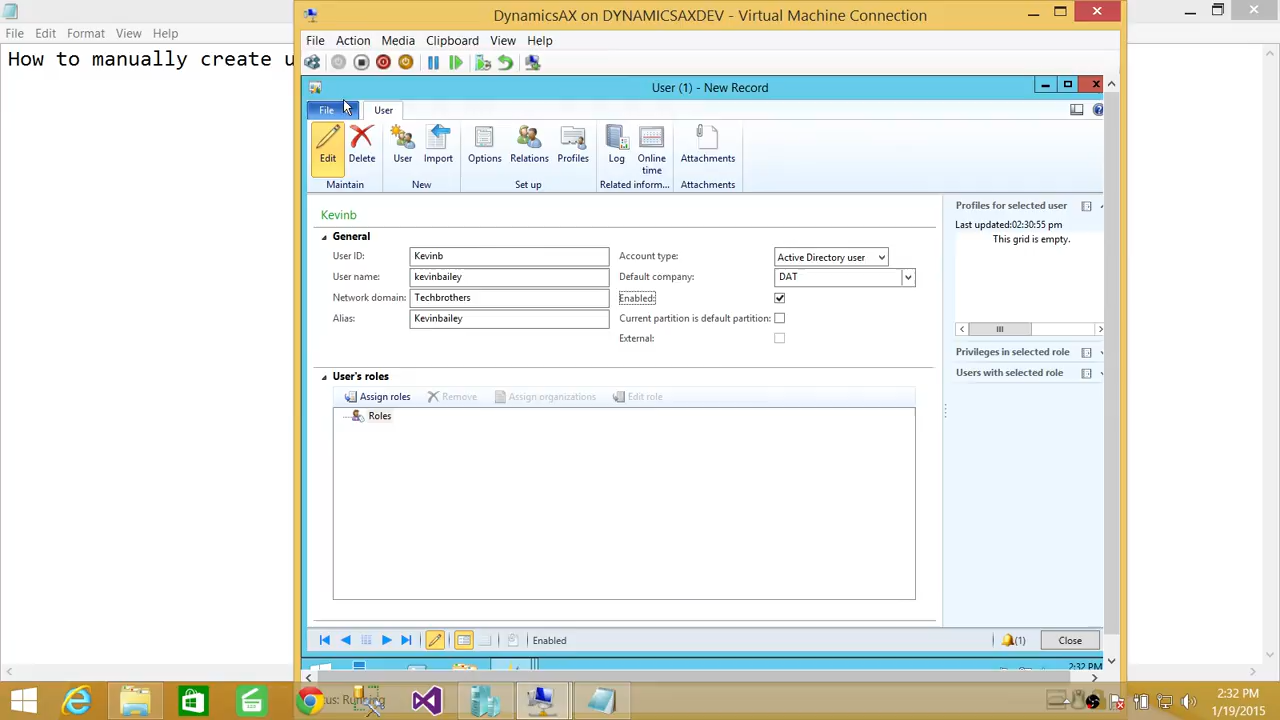 DynamicsAX on DYNAMICSAXDEV - Virtual Machine Connection
File Edit Format View Help
How to manually create u
File Action Media Clipboard View Help
User (1) - New Record
File User
Edit Delete User Import Options Relations Profiles Log Online time Attachments
Maintain New Set up Related inform... Attachments
Kevinb
General
User ID: Kevinb
User name: kevinbailey
Network domain: Techbrothers
Alias: Kevinbailey
Account type: Active Directory user
Default company: DAT
Enabled:
Current partition is default partition:
External:
User's roles
Assign roles Remove Assign organizations Edit role
Roles
Profiles for selected user
Last updated:02:30:55 pm
This grid is empty.
Privileges in selected role
Users with selected role
Enabled
(1)
Close
2:32 PM
2:32 PM
1/19/2015